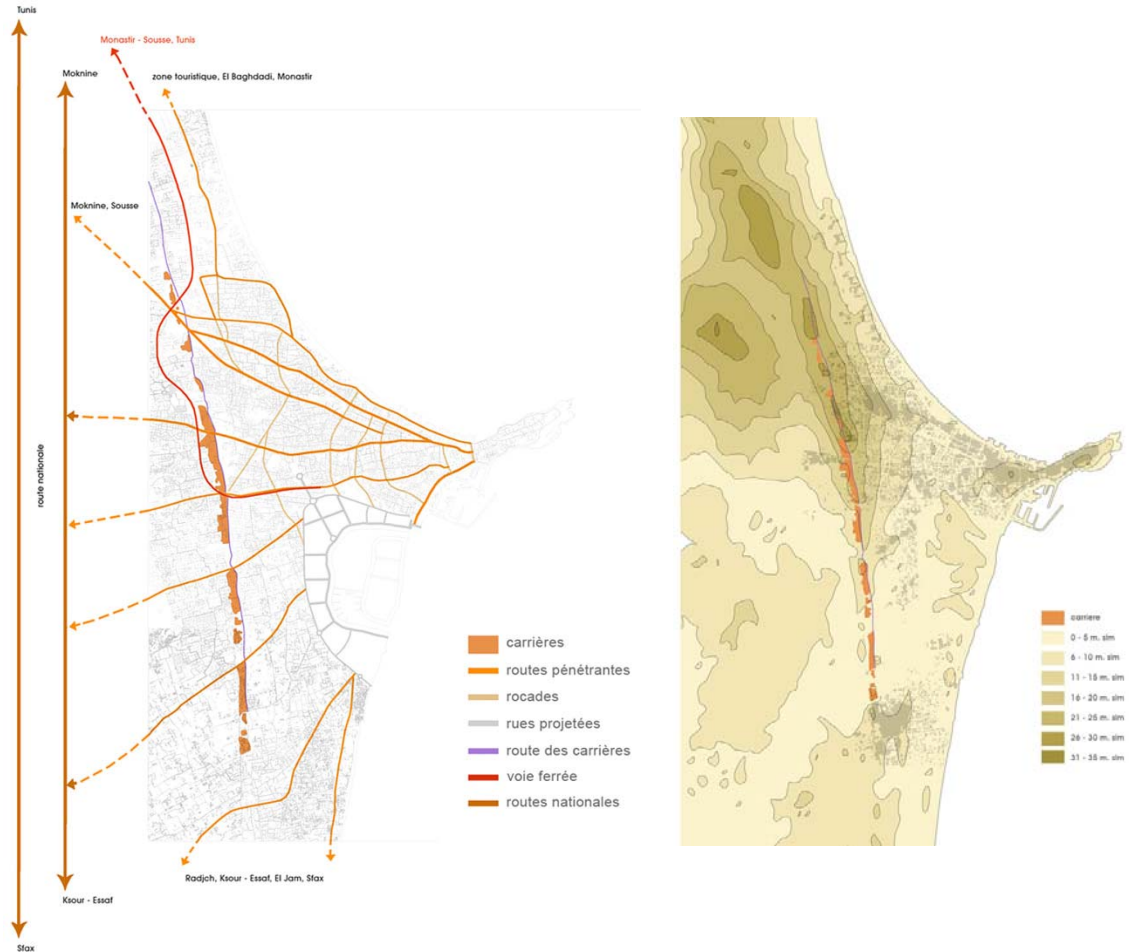 Tunis
Monastir - Sousse, Tunis
Moknine
zone touristique, El Baghdadi, Monastir
Moknine, Sousse
route nationale
carrières
routes pénétrantes
rocades
rues projetées
route des carrières
voie ferrée
routes nationales
Radjch, Ksour - Essaf, El Jam, Sfax
Ksour - Essaf
Sfax
carriere
0 - 5 m. slm
6 - 10 m. slm
11 - 15 m. slm
16 - 20 m. slm
21 - 25 m. slm
26 - 30 m. slm
31 - 35 m. slm